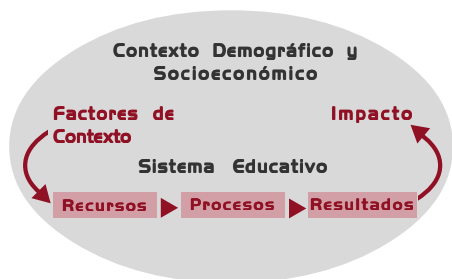 Contexto Demográfico y
Socioeconómico
Factores de
Contexto
Impacto
Sistema Educativo
Recursos
Procesos
Resultados